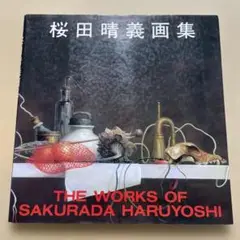 桜田晴義画集
THE WORKS OF
SAKURADA HARUYOSHI